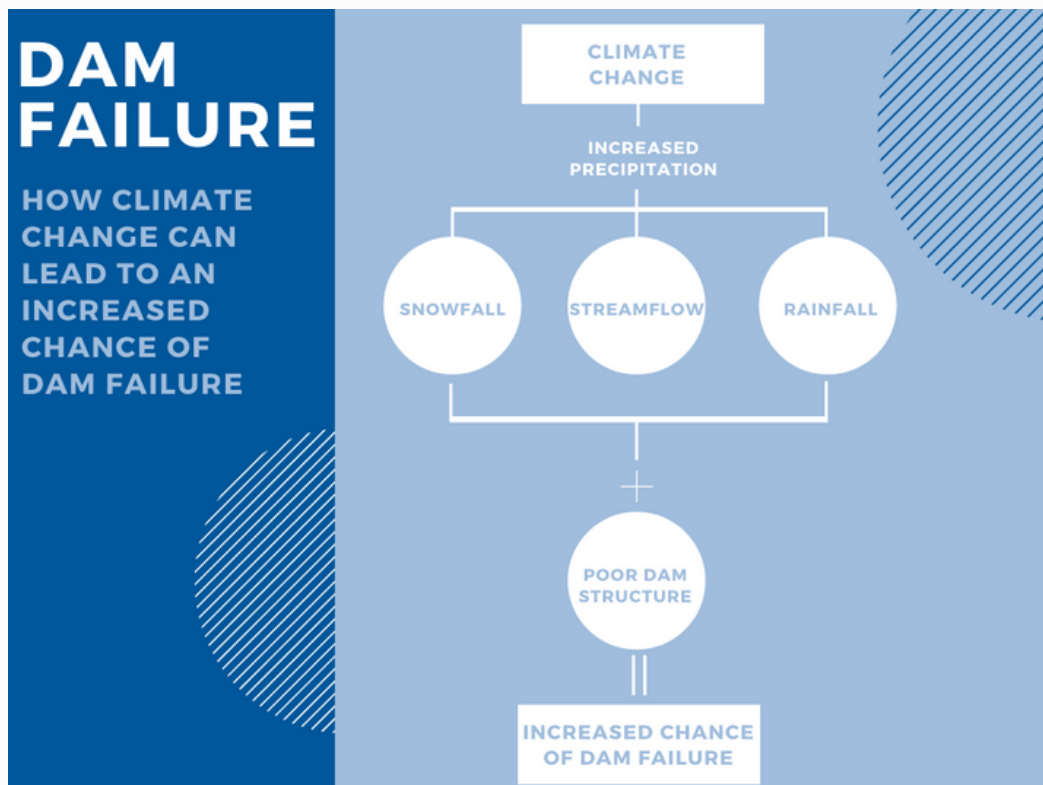 DAM
FAILURE
HOW CLIMATE
CHANGE CAN
LEAD TO AN
INCREASED
CHANCE OF
DAM FAILURE
CLIMATE
CHANGE
INCREASED
PRECIPITATION
SNOWFALL
STREAMFLOW
RAINFALL
+
POOR DAM
STRUCTURE
INCREASED CHANCE
OF DAM FAILURE